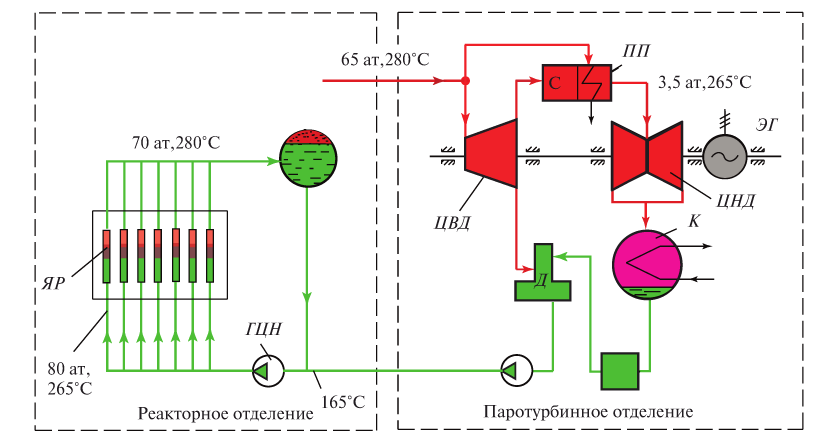 65 ат,280°С
ПП
С
3,5 ат,265°С
ЭГ
70 ат,280°С
ЦВД
ЦНД
К
ЯР
Д
ГЦН
80 ат,
265°С
165°С
Реакторное отделение
Паротурбинное отделение